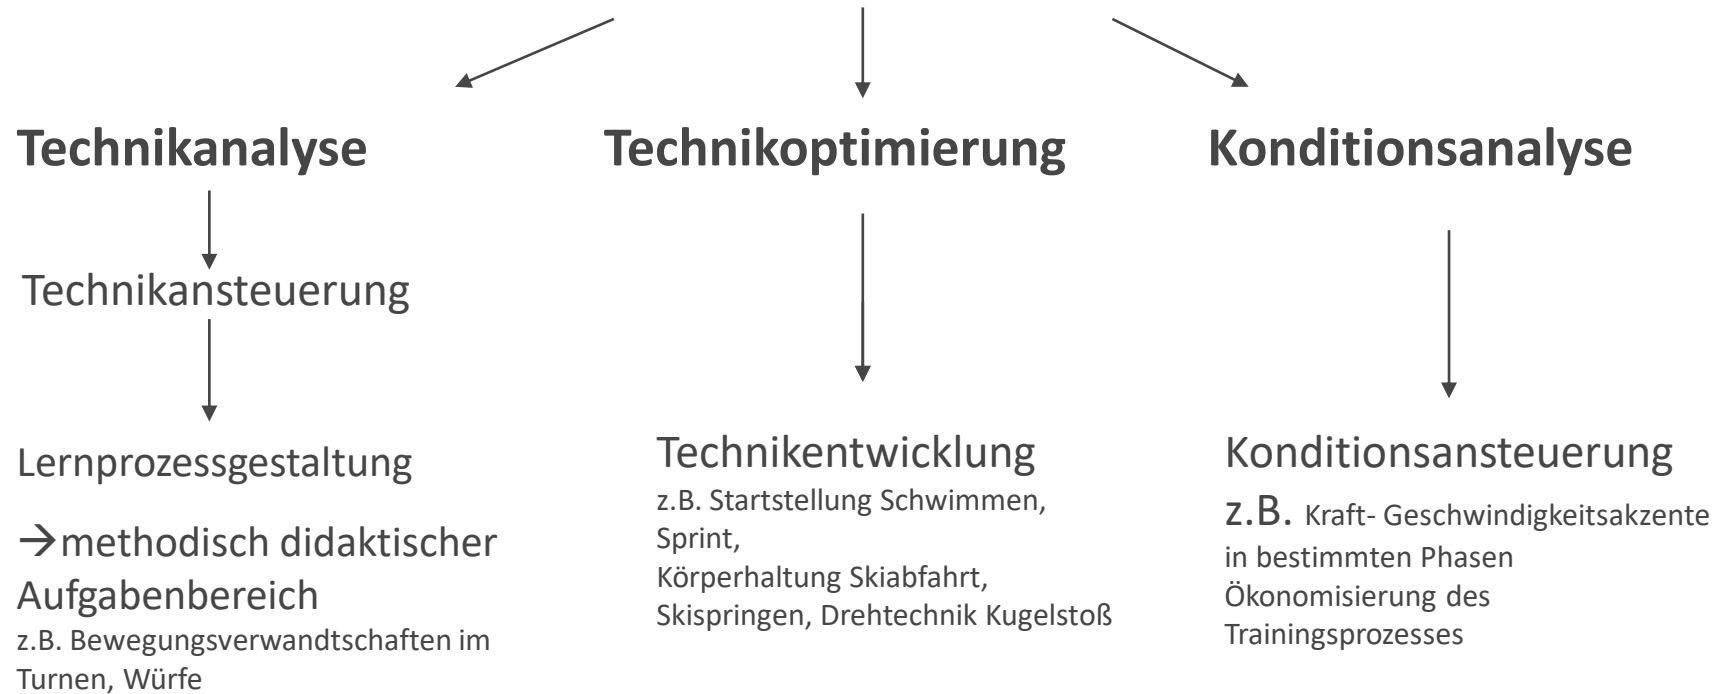 Technikanalyse
Technikansteuerung
Lernprozessgestaltung
→methodisch didaktischer
Aufgabenbereich
z.B. Bewegungsverwandtschaften im
Turnen, Würfe
Technikoptimierung
Technikentwicklung
z.B. Startstellung Schwimmen,
Sprint,
Körperhaltung Skiabfahrt,
Skispringen, Drehtechnik Kugelstoß
Konditionsanalyse
Konditionsansteuerung
z.B. Kraft- Geschwindigkeitsakzente
in bestimmten Phasen
Ökonomisierung des
Trainingsprozesses